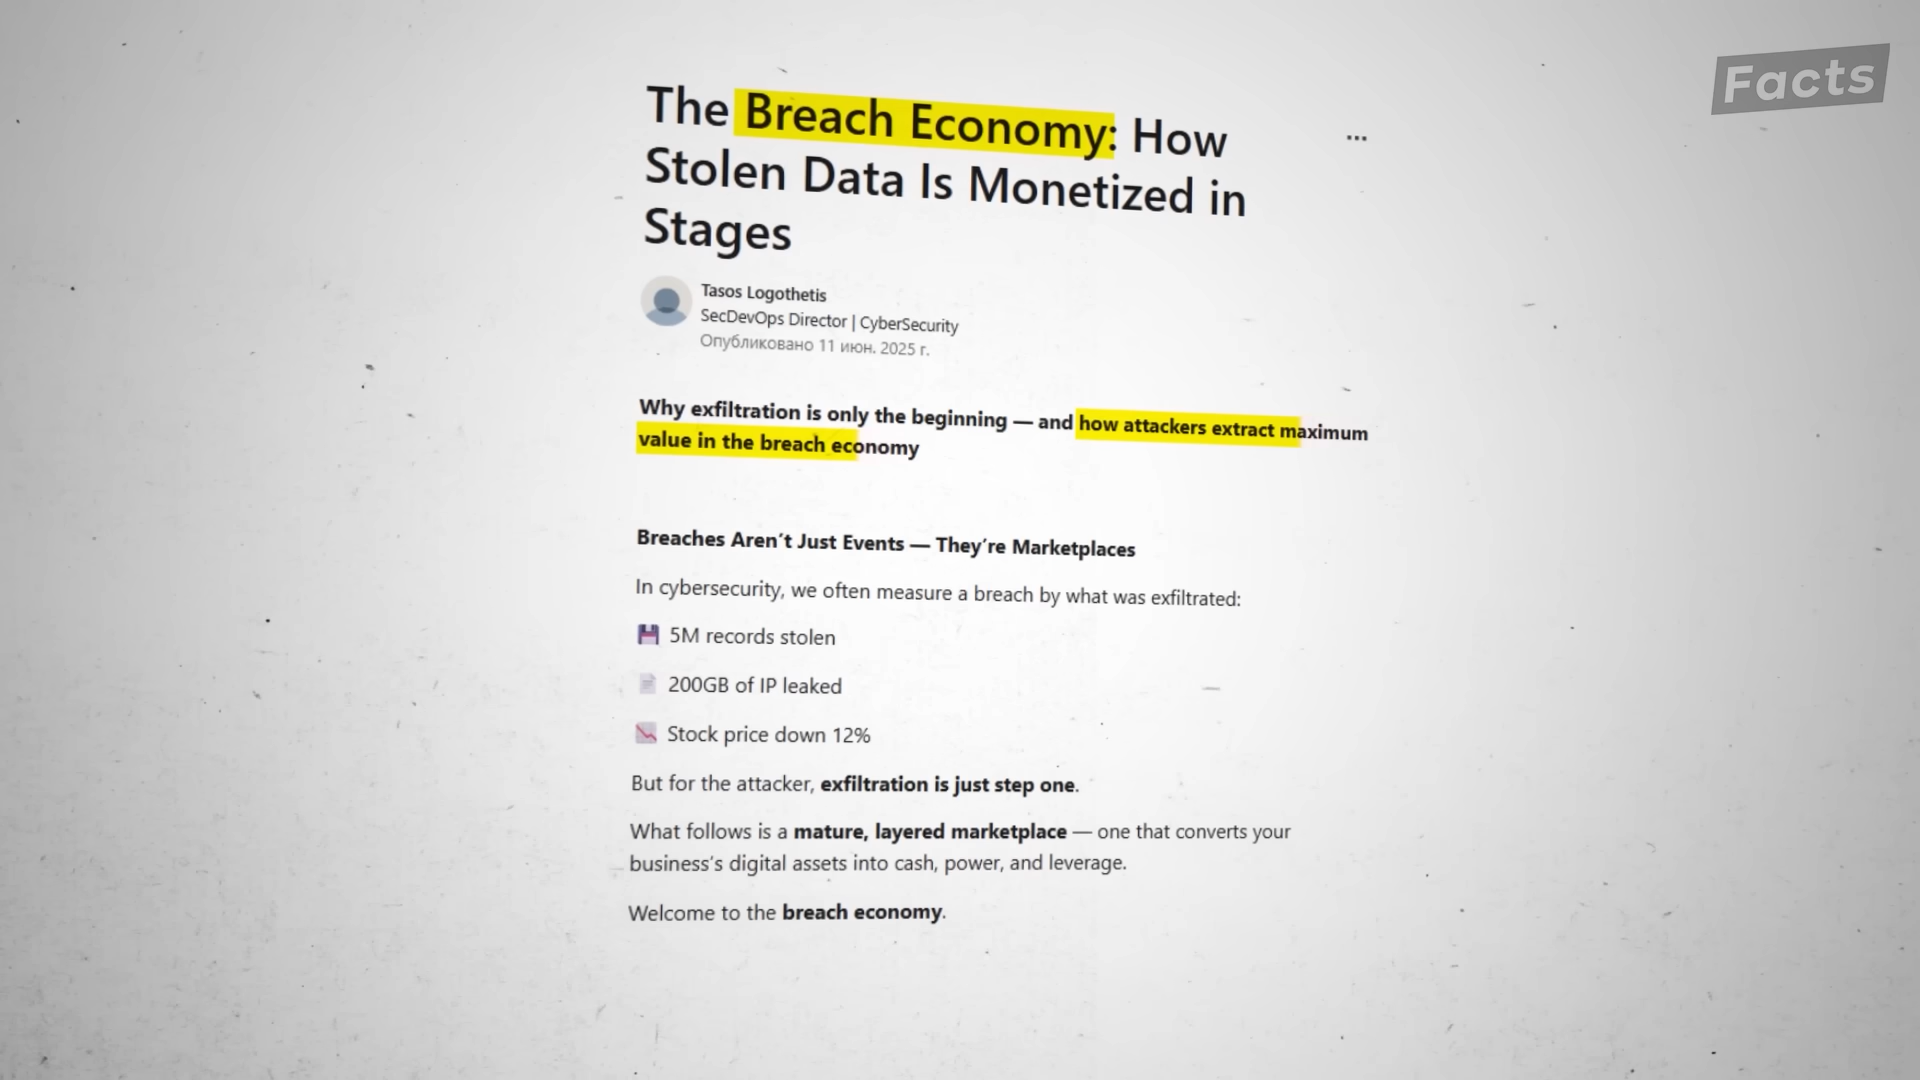 Facts
The Breach Economy: How
Stolen Data Is Monetized in
Stages
Tasos Logothetis
SecDevOps Director | CyberSecurity
Опубликовано 11 июн. 2025 г.
Why exfiltration is only the beginning — and how attackers extract maximum
value in the breach economy
Breaches Aren't Just Events — They're Marketplaces
In cybersecurity, we often measure a breach by what was exfiltrated:
5M records stolen
200GB of IP leaked
Stock price down 12%
But for the attacker, exfiltration is just step one.
What follows is a mature, layered marketplace — one that converts your
business's digital assets into cash, power, and leverage.
Welcome to the breach economy.